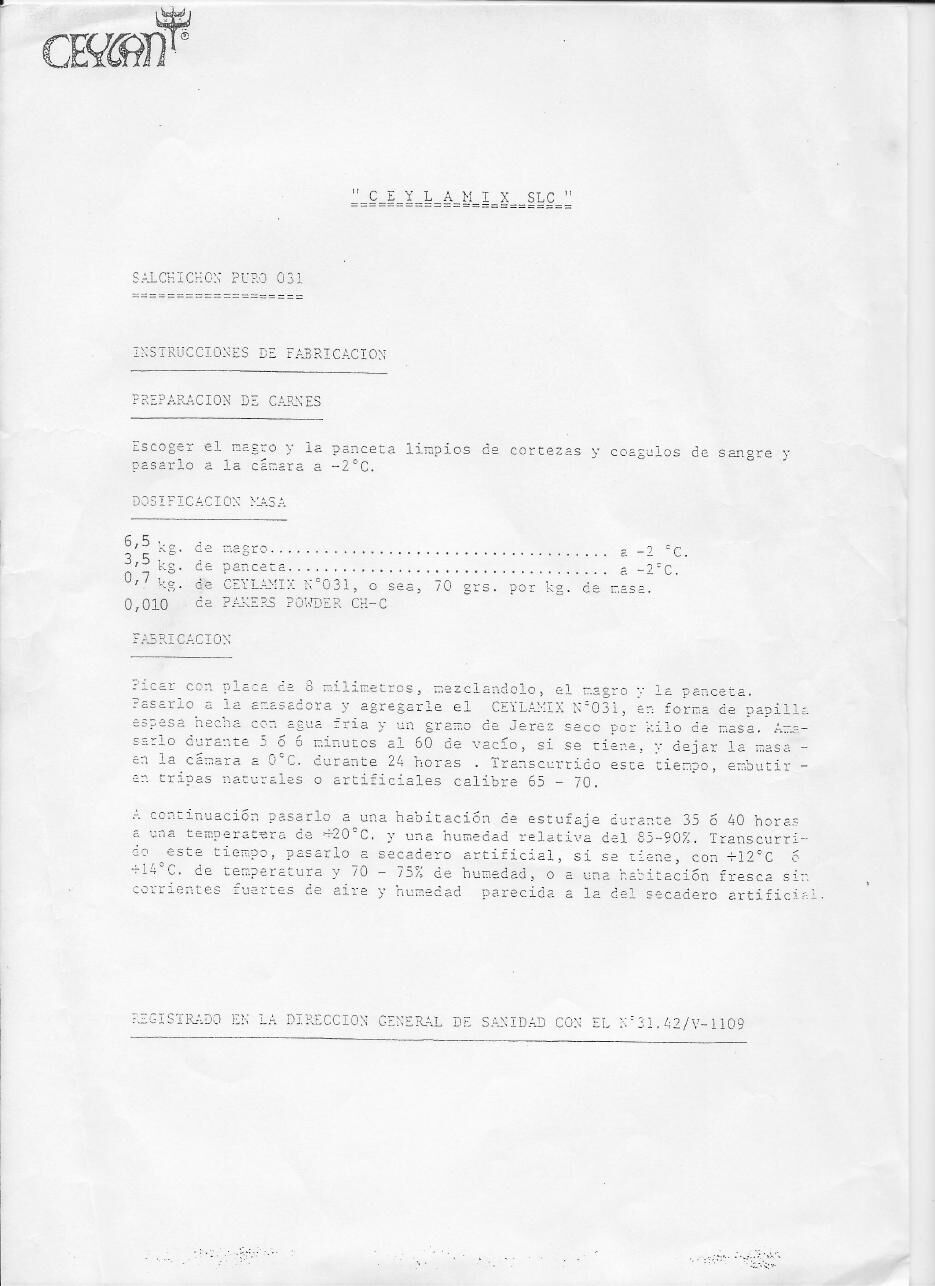 CEYLAN ®
" C E Y L A M I X SLC "
SALCHICHON PURO 031
INSTRUCCIONES DE FABRICACION
PREPARACION DE CARNES
Escoger el magro y la panceta limpios de cortezas y coagulos de sangre y
pasarlo a la cámara a -2°C.
DOSIFICACION MASA
6,5 kg. de magro...................................... a -2 °C.
3,5 kg. de panceta.................................... a -2°C.
0,7 kg. de CEYLAMIX N°031, o sea, 70 grs. por kg. de masa.
0,010 de PAKERS POWDER CH-C
FABRICACION
Picar con placa de 8 milimetros, mezclandolo, el magro y la panceta.
Pasarlo a la amasadora y agregarle el CEYLAMIX N°031, en forma de papilla
espesa hecha con agua fria y un gramo de Jerez seco por kilo de masa. Ama-
sarlo durante 5 ó 6 minutos al 60 de vacío, si se tiene, y dejar la masa -
en la cámara a 0°C. durante 24 horas . Transcurrido este tiempo, embutir -
en tripas naturales o artificiales calibre 65 - 70.
A continuación pasarlo a una habitación de estufaje durante 35 ó 40 horas
a una temperatera de +20°C. y una humedad relativa del 85-90%. Transcurri-
do este tiempo, pasarlo a secadero artificial, si se tiene, con +12°C ó
+14°C. de temperatura y 70 - 75% de humedad, o a una habitación fresca sin
corrientes fuertes de aire y humedad parecida a la del secadero artificial.
REGISTRADO EN LA DIRECCION GENERAL DE SANIDAD CON EL N°31.42/V-1109